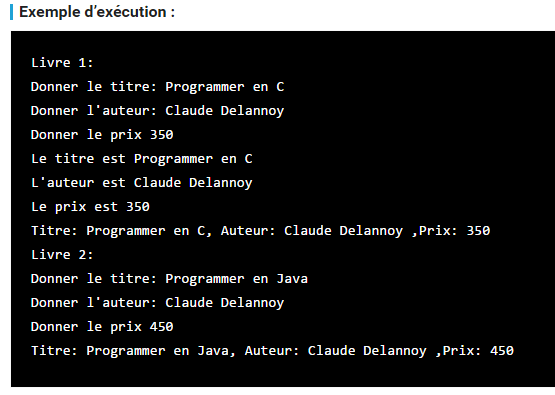 Exemple d’exécution :
Livre 1:
Donner le titre: Programmer en C
Donner l'auteur: Claude Delannoy
Donner le prix 350
Le titre est Programmer en C
L'auteur est Claude Delannoy
Le prix est 350
Titre: Programmer en C, Auteur: Claude Delannoy ,Prix: 350
Livre 2:
Donner le titre: Programmer en Java
Donner l'auteur: Claude Delannoy
Donner le prix 450
Titre: Programmer en Java, Auteur: Claude Delannoy ,Prix: 450